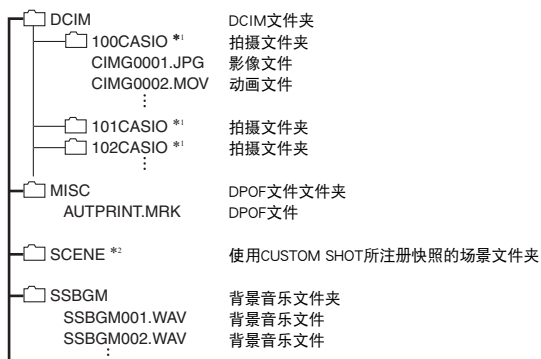 DCIM DCIM文件夹
100CASIO *1 拍摄文件夹
CIMG0001.JPG 影像文件
CIMG0002.MOV 动画文件
⋮
101CASIO *1 拍摄文件夹
102CASIO *1 拍摄文件夹
⋮
MISC DPOF文件文件夹
AUTPRINT.MRK DPOF文件
SCENE *2 使用CUSTOM SHOT所注册快照的场景文件夹
SSBGM 背景音乐文件夹
SSBGM001.WAV 背景音乐文件
SSBGM002.WAV 背景音乐文件
⋮